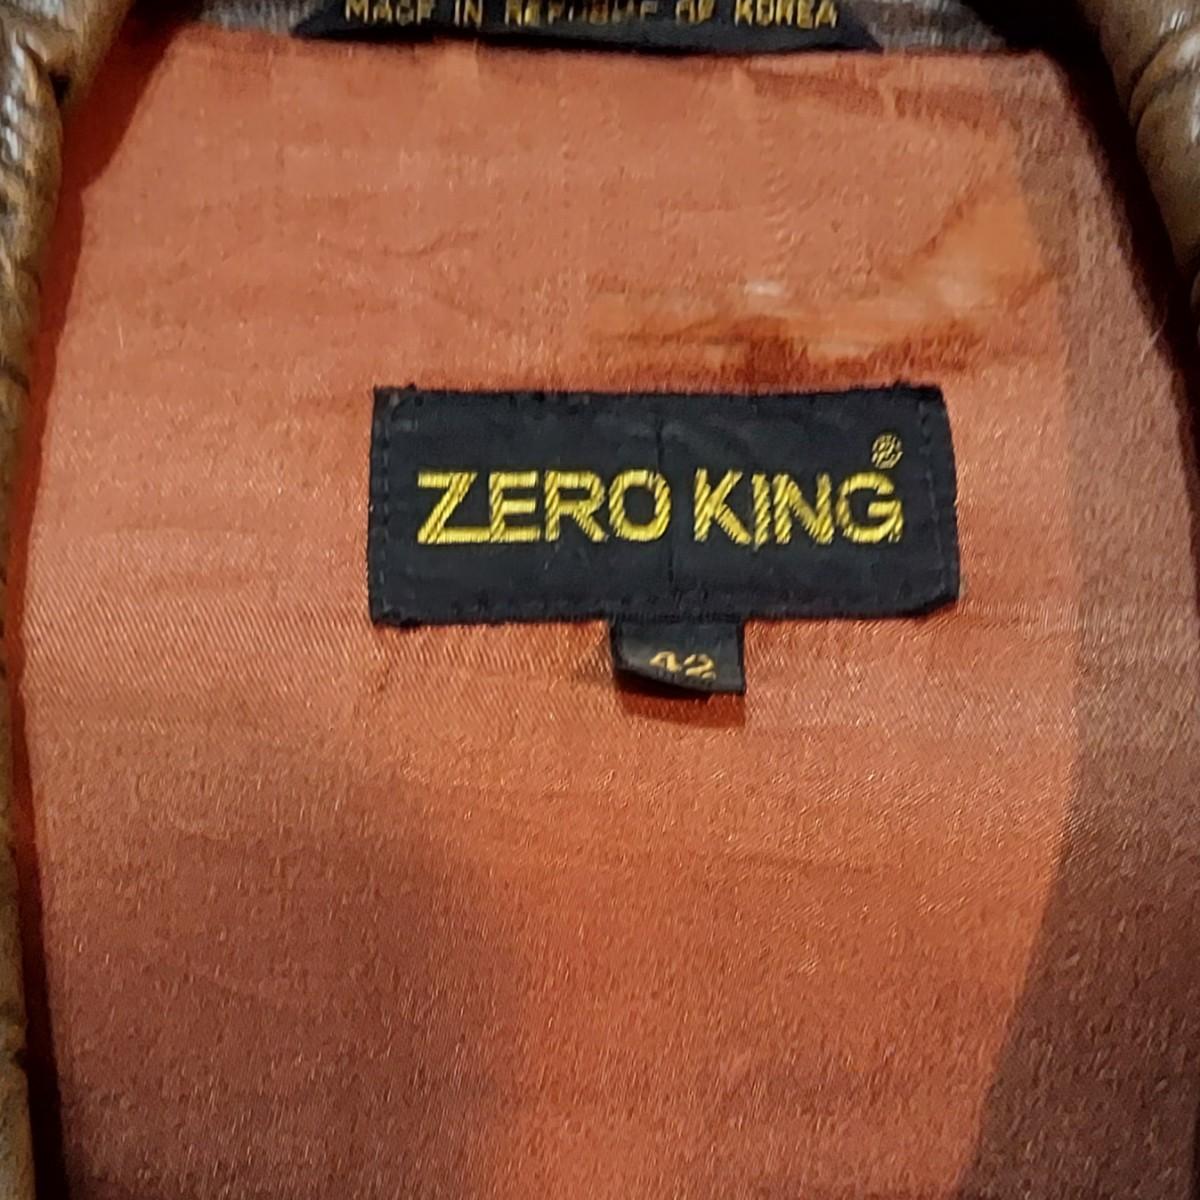 MADE IN REPUBLIC OF KOREA
ZERO KING®
42